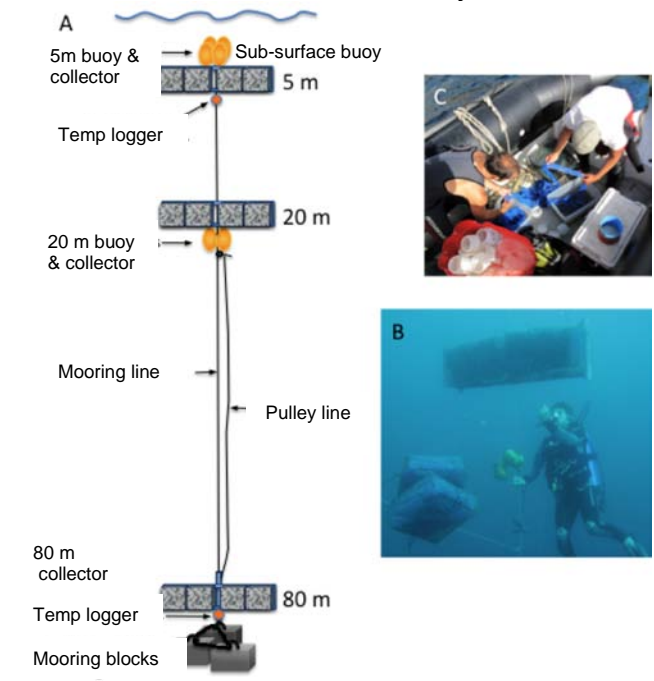 A
5m buoy &
collector
Sub-surface buoy
5 m
Temp logger
20 m
20 m buoy
& collector
Mooring line
Pulley line
80 m
collector
80 m
Temp logger
Mooring blocks
C
B